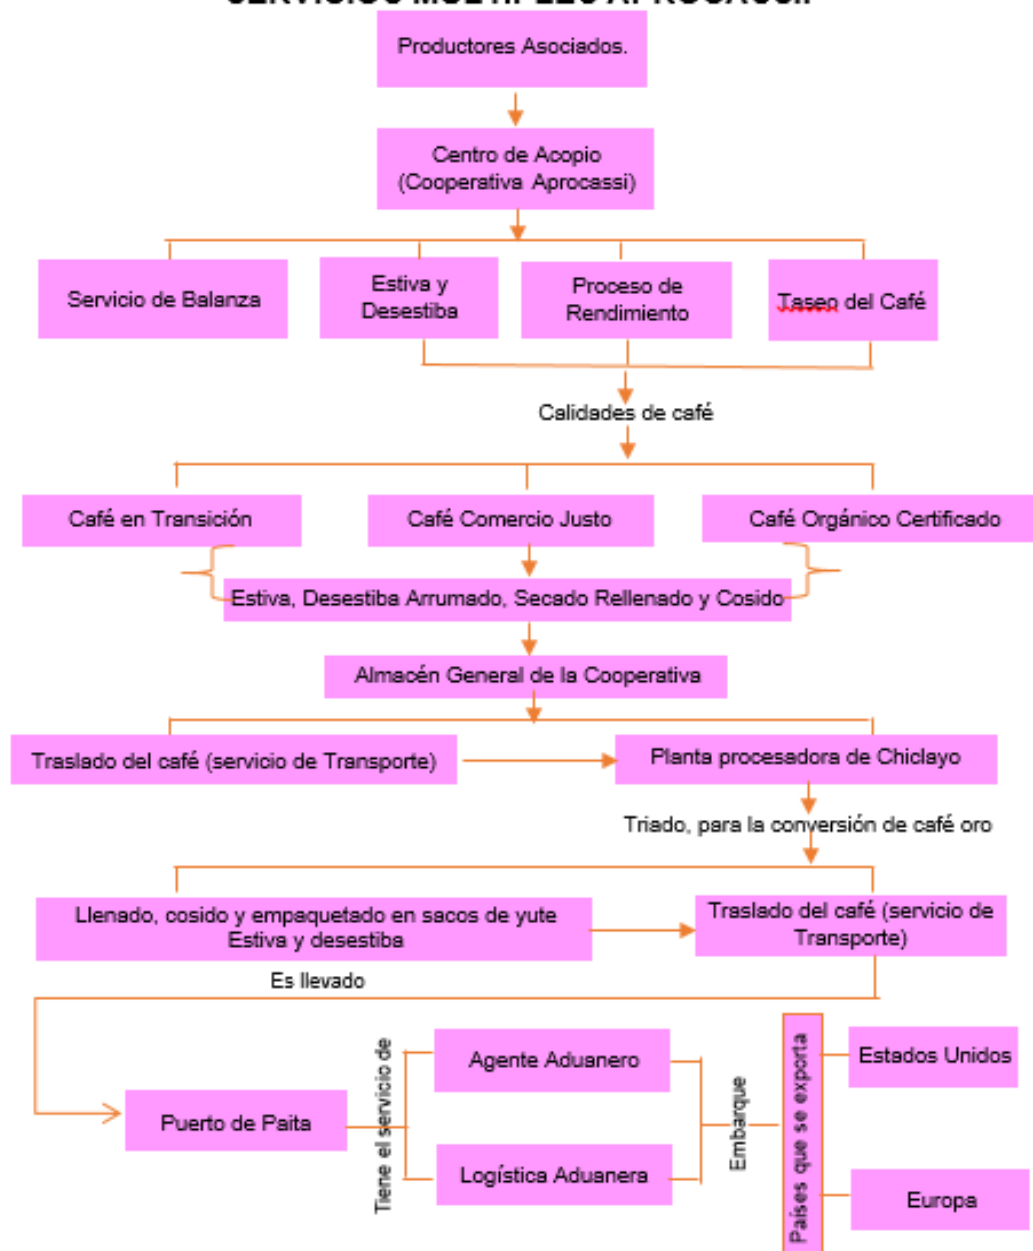 SERVICIOS MÚLTIPLES APROCASSI.
Productores Asociados.
Centro de Acopio
(Cooperativa Aprocassi)
Servicio de Balanza
Estiva y
Desestiba
Proceso de
Rendimiento
Taseo del Café
Calidades de café
Café en Transición
Café Comercio Justo
Café Orgánico Certificado
Estiva, Desestiba Arrumado, Secado Rellenado y Cosido
Almacén General de la Cooperativa
Traslado del café (servicio de Transporte)
Planta procesadora de Chiclayo
Triado, para la conversión de café oro
Llenado, cosido y empaquetado en sacos de yute
Estiva y desestiba
Traslado del café (servicio de
Transporte)
Es llevado
Puerto de Paita
Tiene el servicio de
Agente Aduanero
Logística Aduanera
Embarque
Países que se exporta
Estados Unidos
Europa